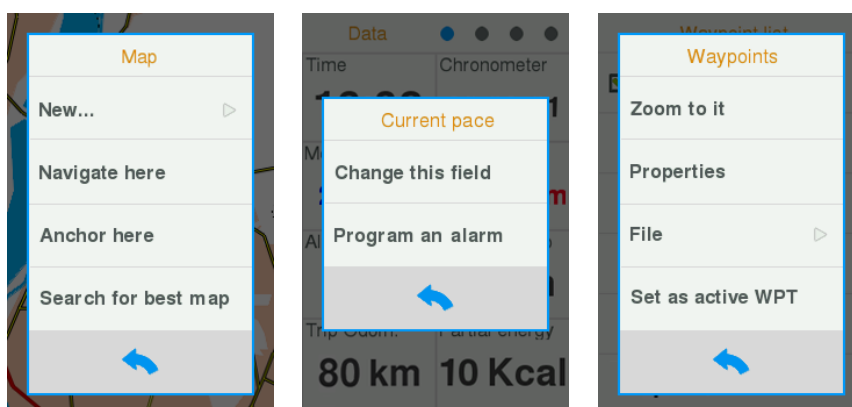 Map
New...
Navigate here
Anchor here
Search for best map
Data
Time
Chronometer
Current pace
Change this field
Program an alarm
Trip Odom.
Partial energy
80 km
10 Kcal
Waypoint list
Waypoints
Zoom to it
Properties
File
Set as active WPT